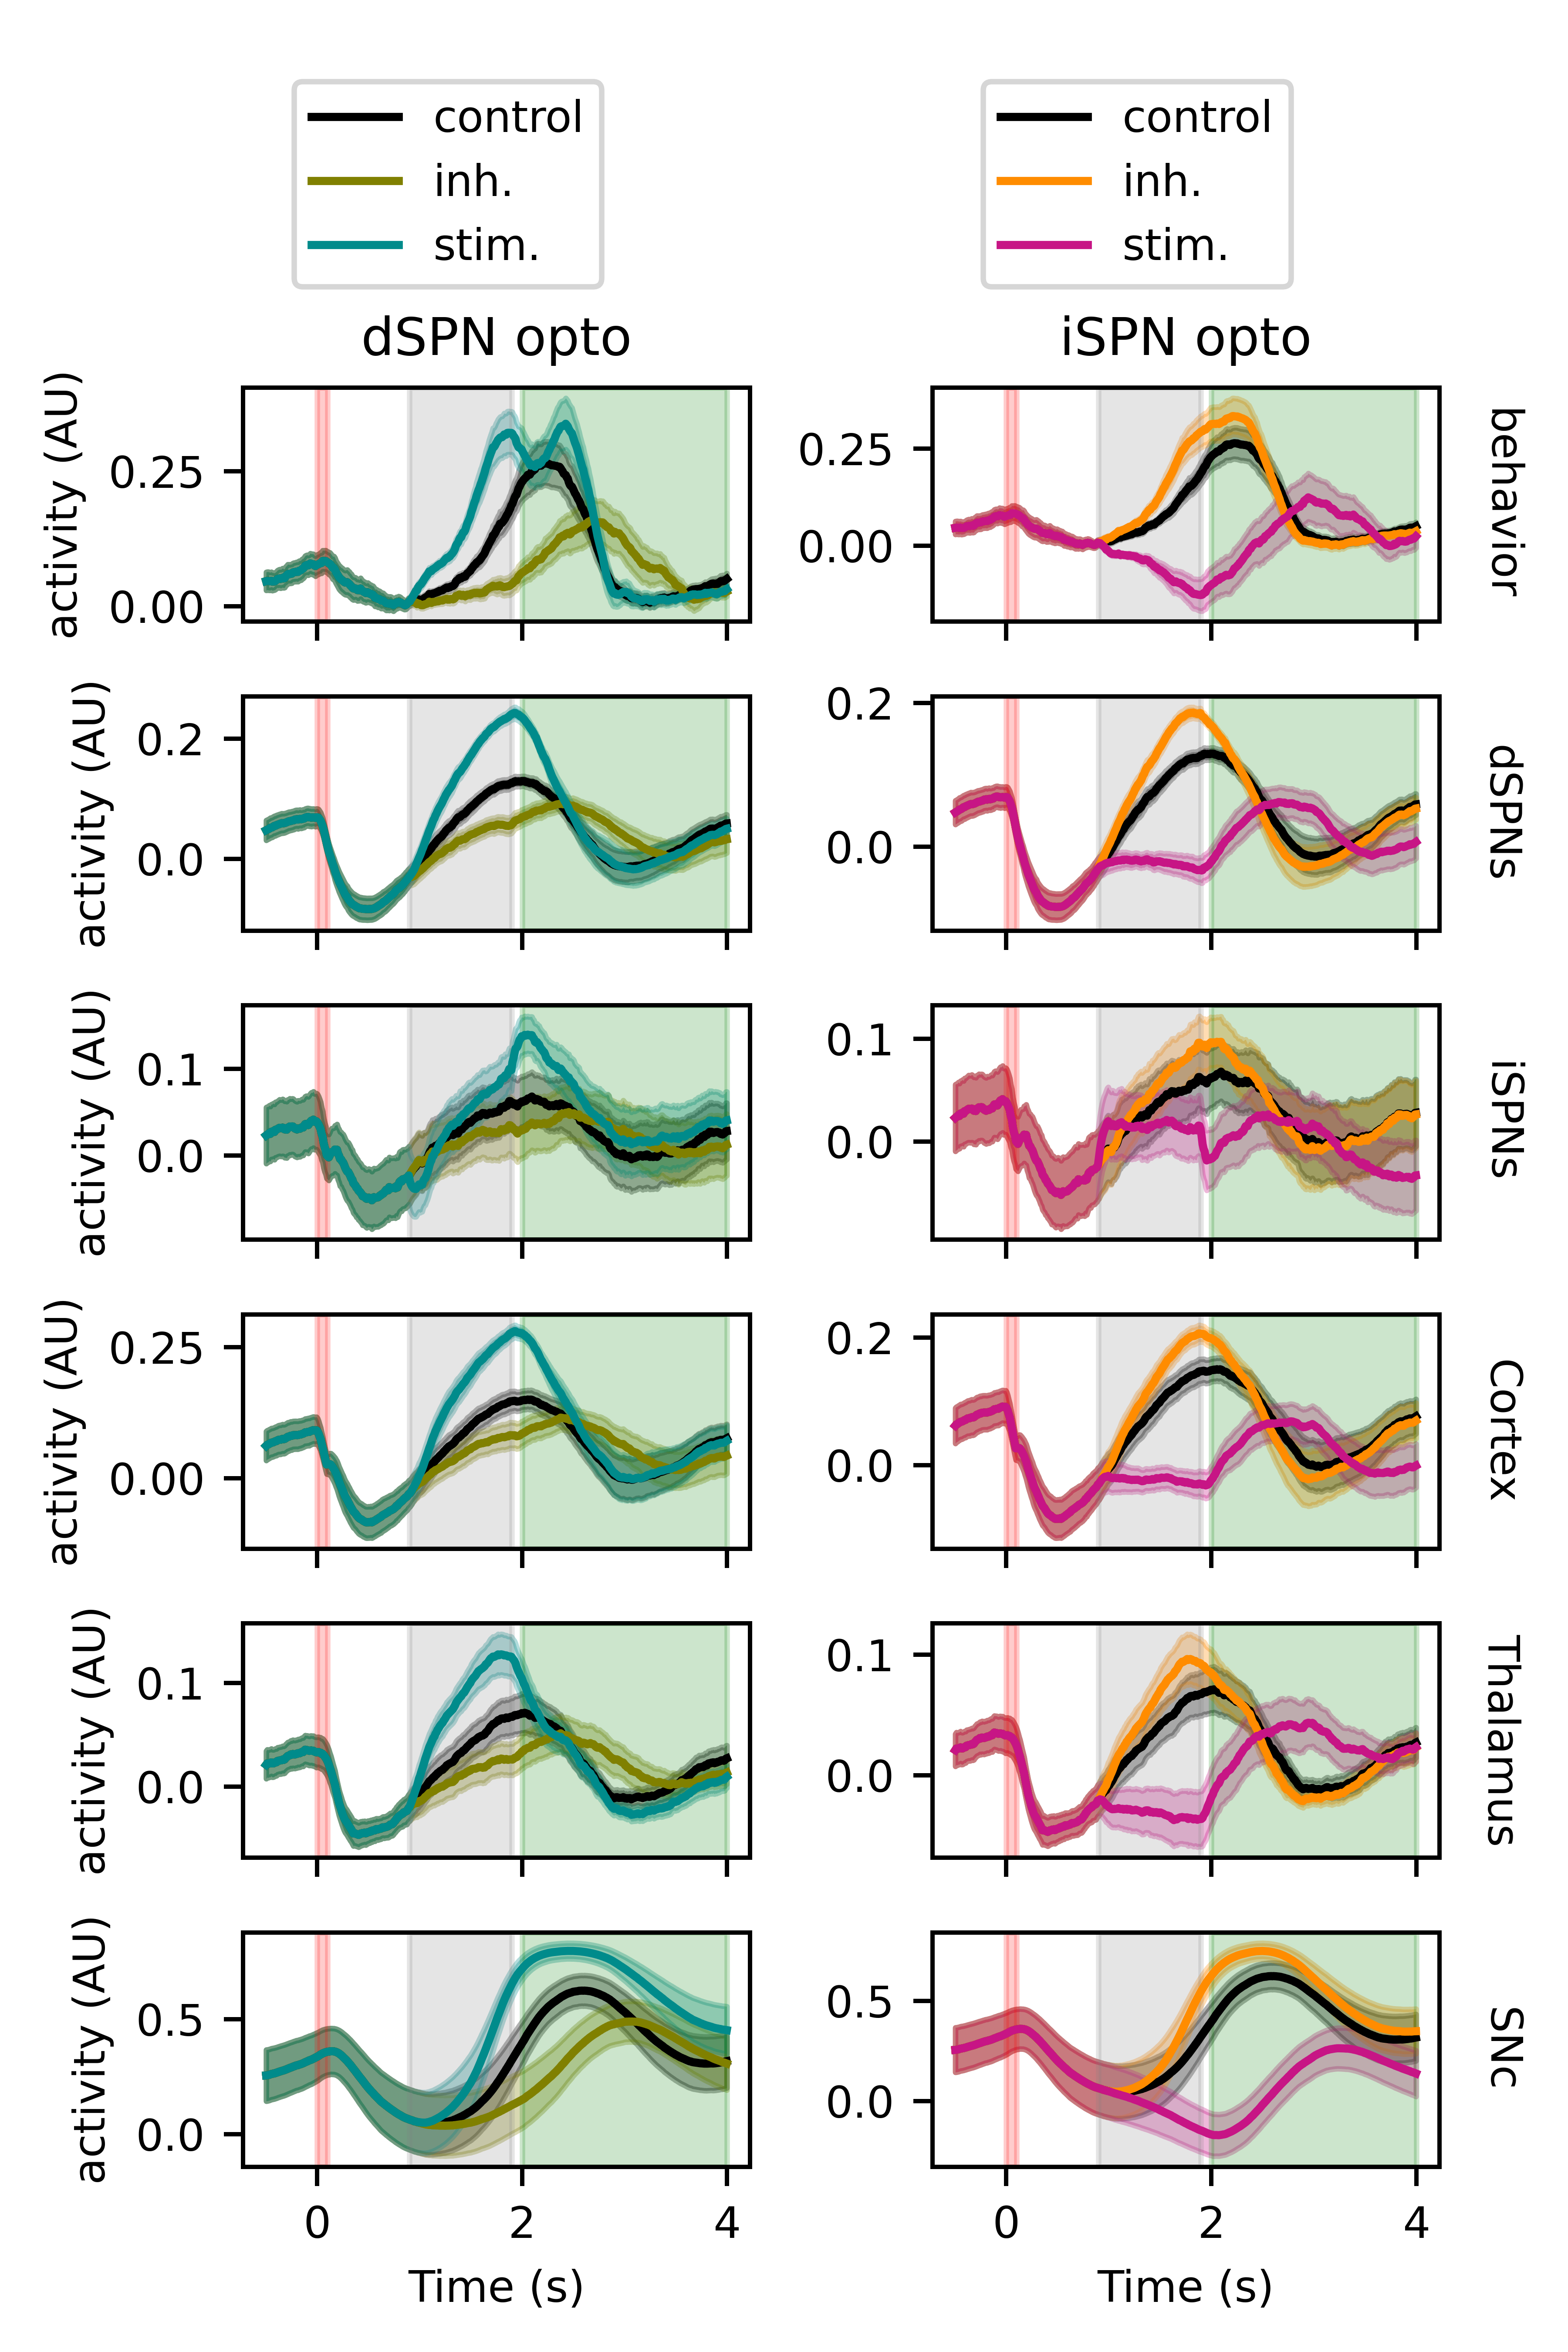 control
inh.
stim.
control
inh.
stim.
dSPN opto
iSPN opto
activity (AU)
0.25
0.00
0.25
0.00
behavior
activity (AU)
0.2
0.0
0.2
0.0
dSPNs
activity (AU)
0.1
0.0
0.1
0.0
iSPNs
activity (AU)
0.25
0.00
0.2
0.0
Cortex
activity (AU)
0.1
0.0
0.1
0.0
Thalamus
activity (AU)
0.5
0.0
0.5
0.0
SNc
0 2 4
0 2 4
Time (s)
Time (s)